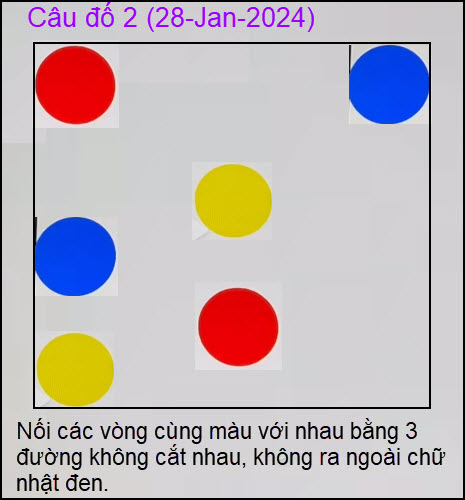 Câu đố 2 (28-Jan-2024)
Nối các vòng cùng màu với nhau bằng 3
đường không cắt nhau, không ra ngoài chữ
nhật đen.